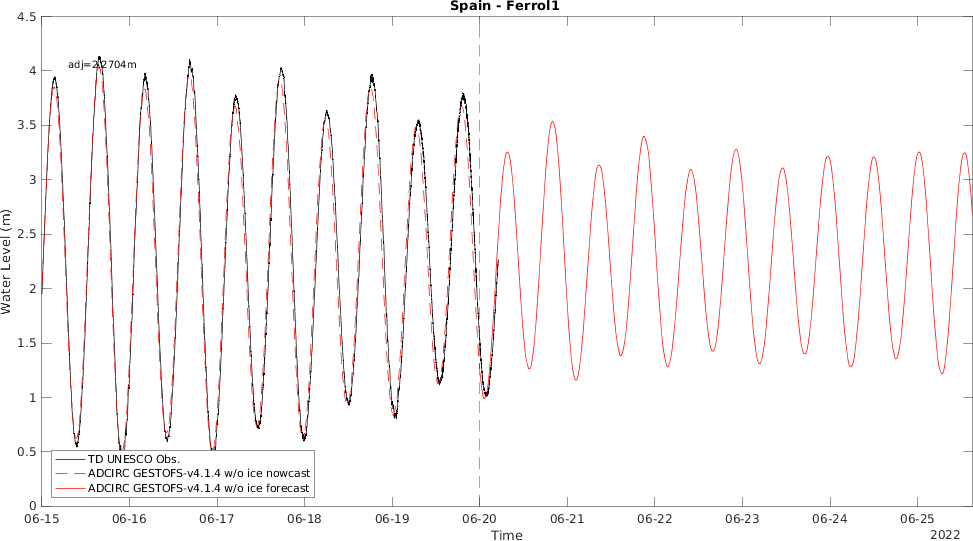 Spain - Ferrol1
4.5
4
3.5
3
2.5
2
1.5
1
0.5
0
Water Level (m)
adj=2.2704m
TD UNESCO Obs.
ADCIRC GESTOFS-v4.1.4 w/o ice nowcast
ADCIRC GESTOFS-v4.1.4 w/o ice forecast
06-15 06-16 06-17 06-18 06-19 06-20 06-21 06-22 06-23 06-24 06-25
Time
2022